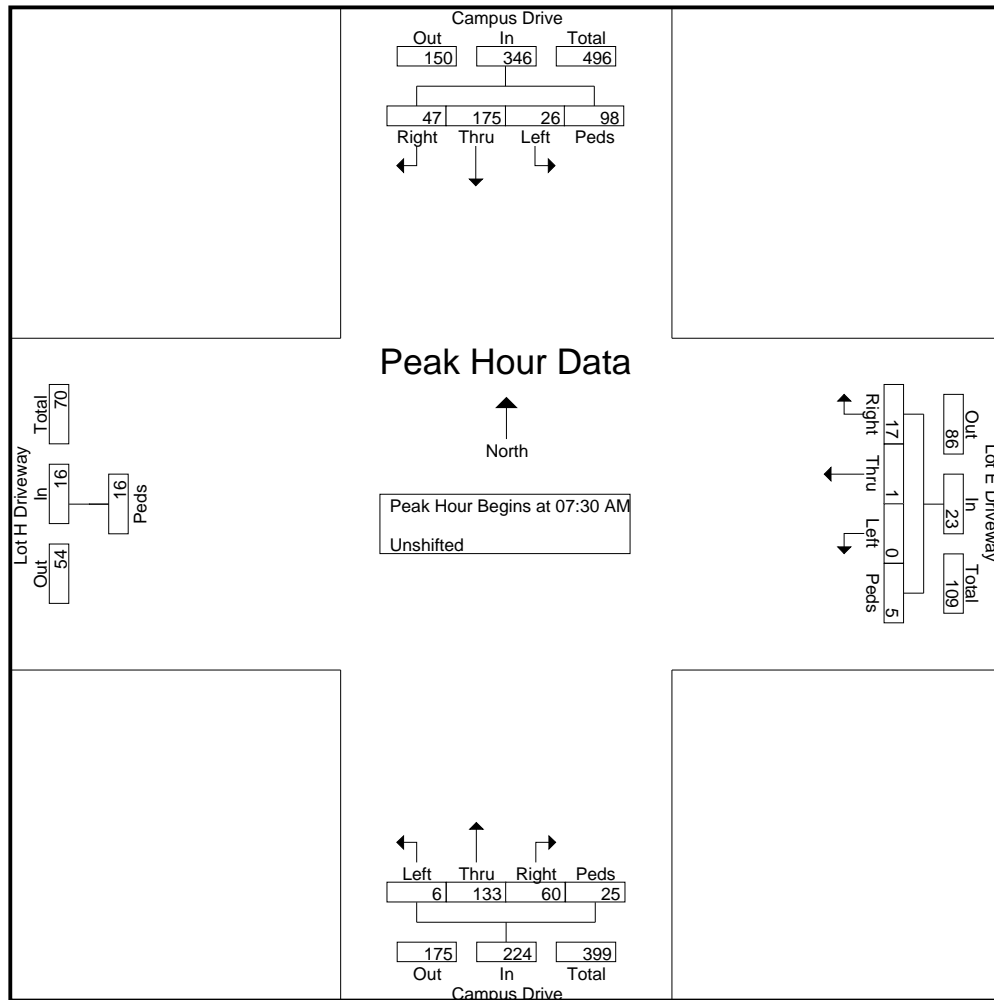 Campus Drive
Out In Total
150 346 496
47 175 26 98
Right Thru Left Peds
Peak Hour Data
North
Peak Hour Begins at 07:30 AM
Unshifted
Lot H Driveway
Out In Total
54 16 70
16
Peds
Lot E Driveway
Out In Total
86 23 109
17 1 0 5
Right Thru Left Peds
Left Thru Right Peds
6 133 60 25
175 224 399
Out In Total
Campus Drive